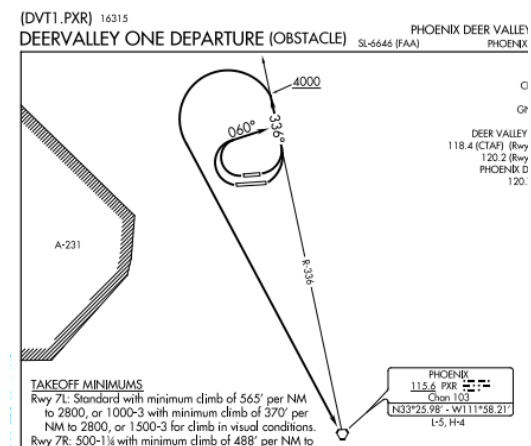 (DVT1.PXR) 16315
DEERVALLEY ONE DEPARTURE (OBSTACLE) SL-6646 (FAA)
PHOENIX DEER VALLEY
PHOENIX
4000
336°
060°
DEER VALLEY
118.4 (CTAF) (Rwy
120.2 (Rwy
PHOENIX D
120.
A-231
R-336
PHOENIX
115.6 PXR
Chan 103
N33°25.98' - W111°58.21'
L-5, H-4
TAKEOFF MINIMUMS
Rwy 7L: Standard with minimum climb of 565' per NM
to 2800, or 1000-3 with minimum climb of 370' per
NM to 2800, or 1500-3 for climb in visual conditions.
Rwy 7R: 500-1¼ with minimum climb of 488' per NM to